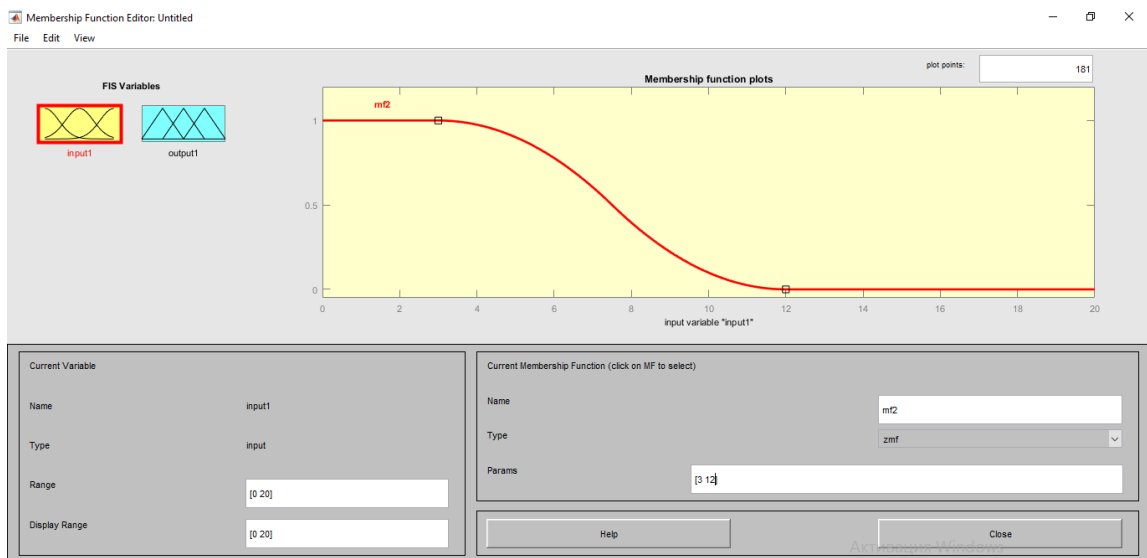 Membership Function Editor: Untitled
File Edit View
FIS Variables
input1
output1
plot points:
181
Membership function plots
mf2
1
0.5
0
0 2 4 6 8 10 12 14 16 18 20
input variable "input1"
Current Variable
Name input1
Type input
Range [0 20]
Display Range [0 20]
Current Membership Function (click on MF to select)
Name mf2
Type zmf
Params [3 12]
Help Close
Активация Windows